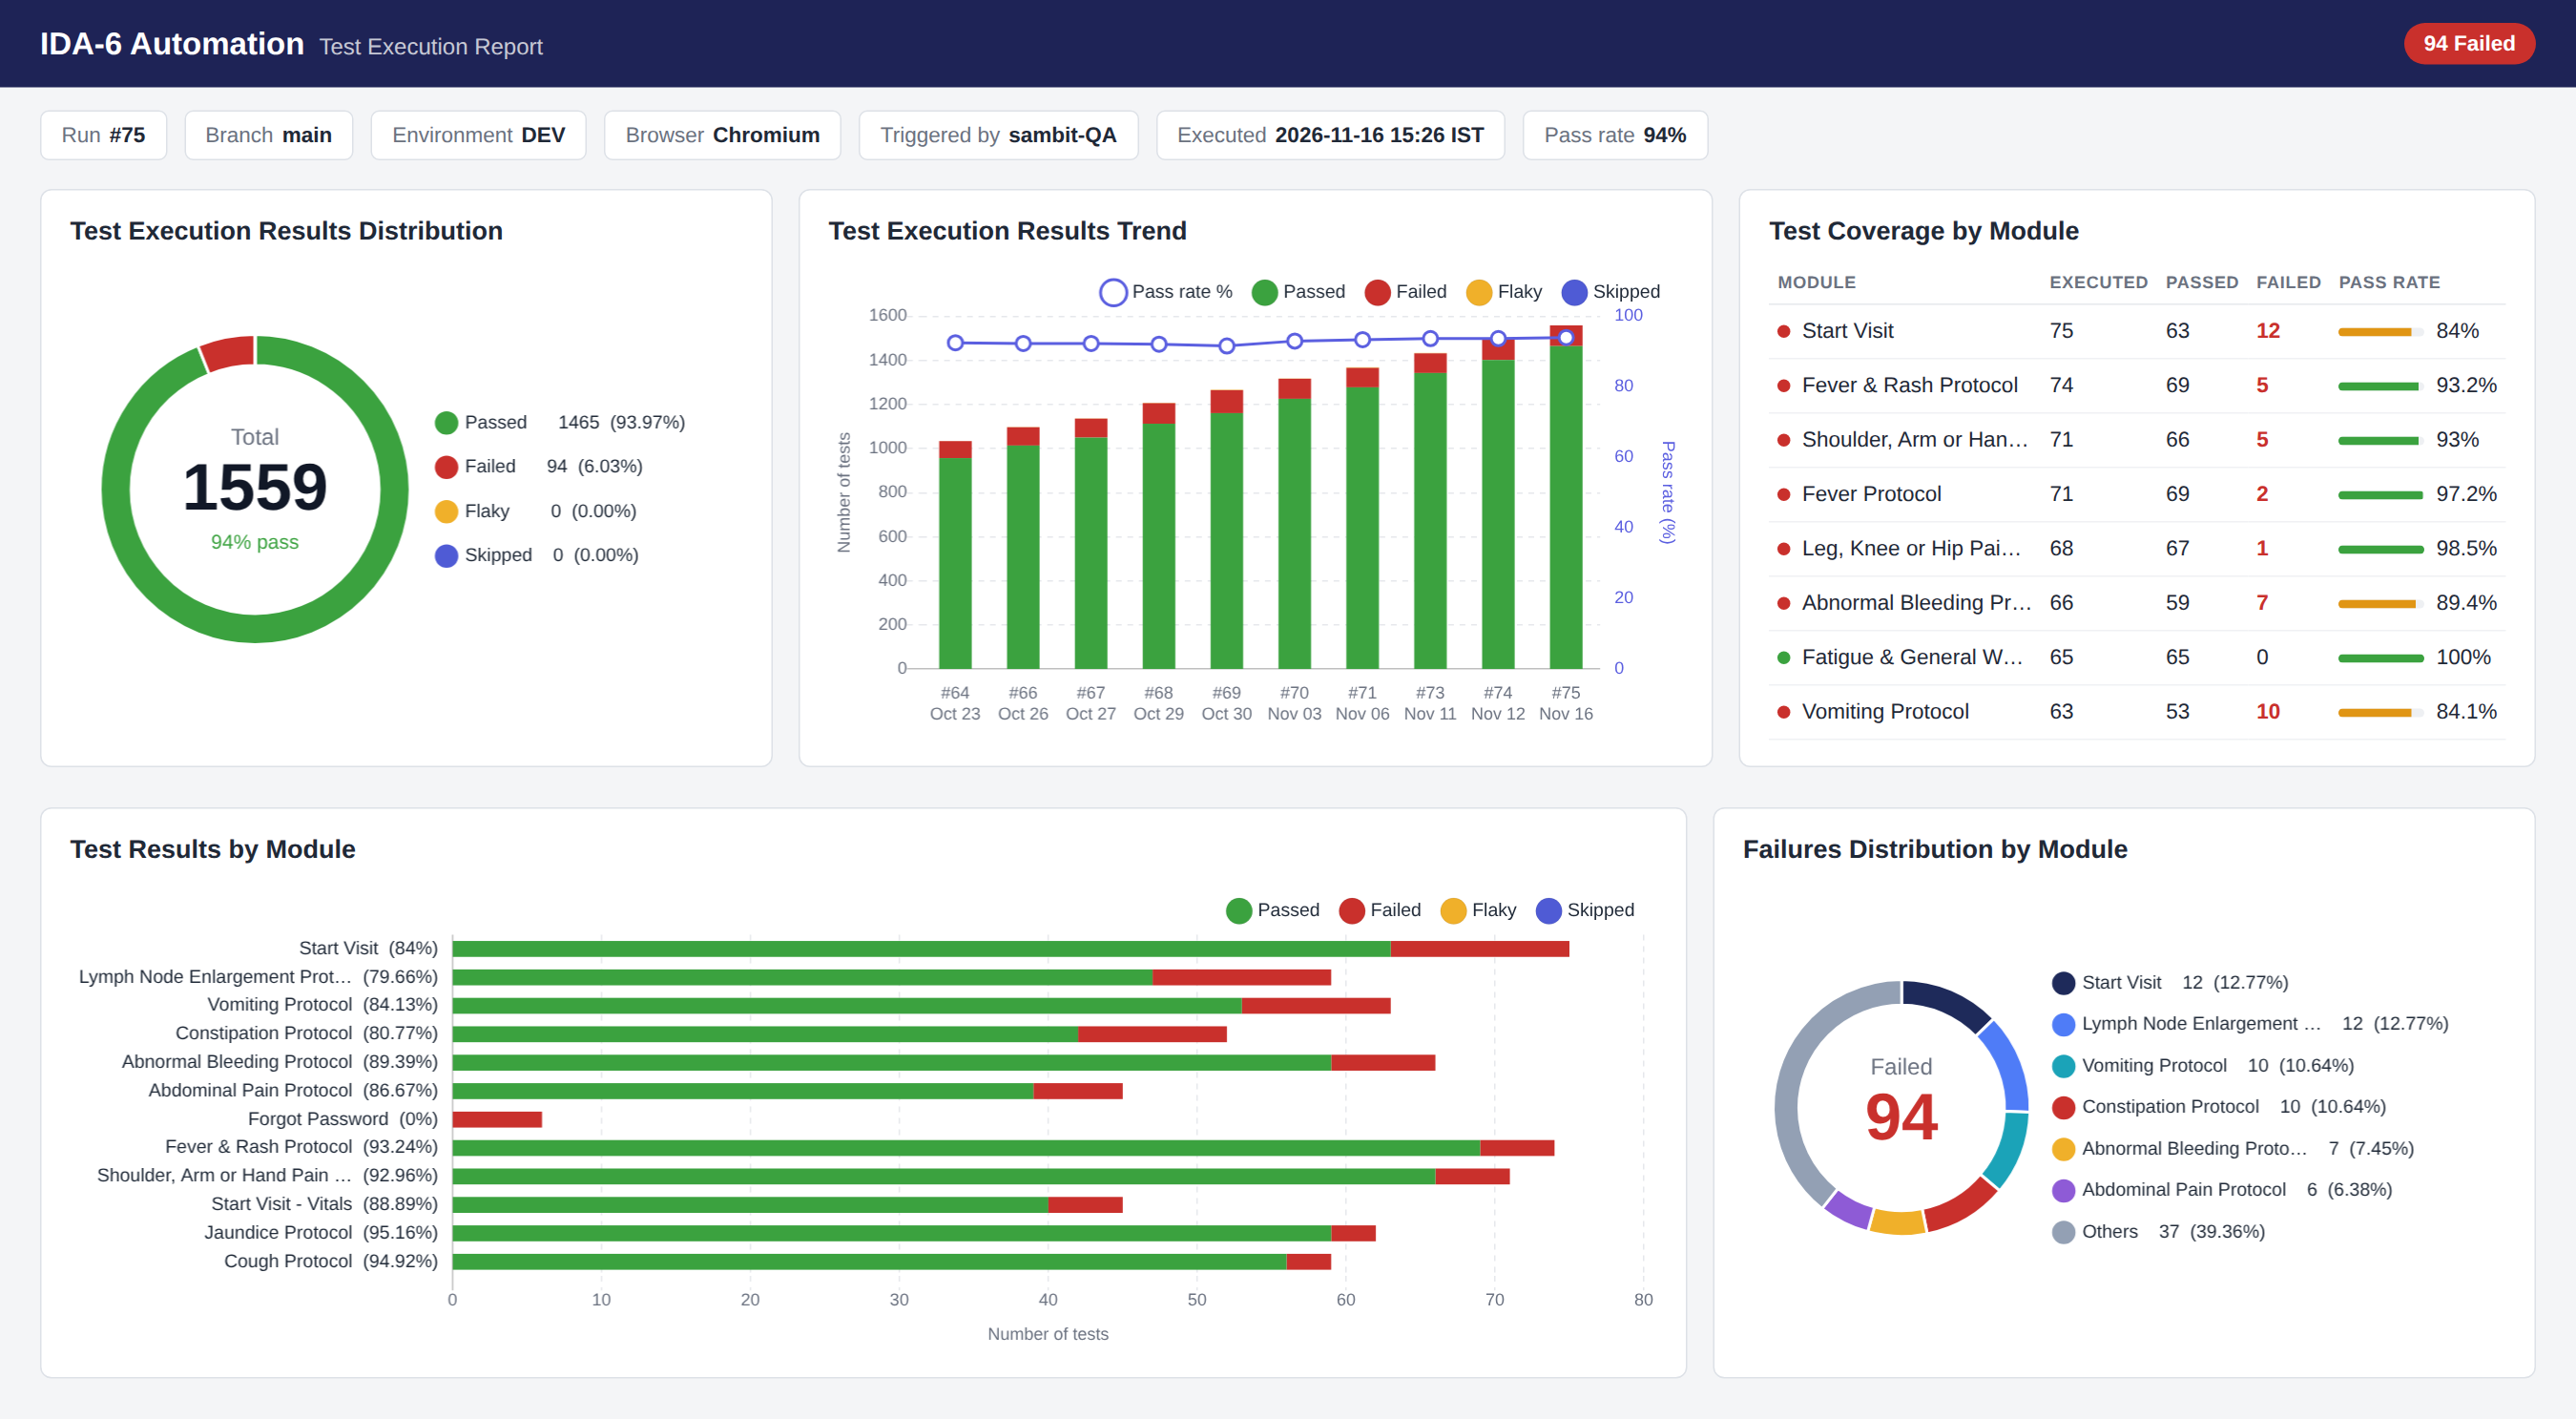 IDA-6 Automation Test Execution Report
94 Failed
Run #75
Branch main
Environment DEV
Browser Chromium
Triggered by sambit-QA
Executed 2026-11-16 15:26 IST
Pass rate 94%
Test Execution Results Distribution
Total
1559
94% pass
Passed 1465 (93.97%)
Failed 94 (6.03%)
Flaky 0 (0.00%)
Skipped 0 (0.00%)
Test Execution Results Trend
Pass rate % Passed Failed Flaky Skipped
Number of tests
1600
1400
1200
1000
800
600
400
200
0
100
80
60
40
20
0
Pass rate (%)
#64 #66 #67 #68 #69 #70 #71 #73 #74 #75
Oct 23 Oct 26 Oct 27 Oct 29 Oct 30 Nov 03 Nov 06 Nov 11 Nov 12 Nov 16
Test Coverage by Module
MODULE EXECUTED PASSED FAILED PASS RATE
Start Visit 75 63 12 84%
Fever & Rash Protocol 74 69 5 93.2%
Shoulder, Arm or Han… 71 66 5 93%
Fever Protocol 71 69 2 97.2%
Leg, Knee or Hip Pai… 68 67 1 98.5%
Abnormal Bleeding Pr… 66 59 7 89.4%
Fatigue & General W… 65 65 0 100%
Vomiting Protocol 63 53 10 84.1%
Test Results by Module
Passed Failed Flaky Skipped
Start Visit (84%)
Lymph Node Enlargement Prot… (79.66%)
Vomiting Protocol (84.13%)
Constipation Protocol (80.77%)
Abnormal Bleeding Protocol (89.39%)
Abdominal Pain Protocol (86.67%)
Forgot Password (0%)
Fever & Rash Protocol (93.24%)
Shoulder, Arm or Hand Pain … (92.96%)
Start Visit - Vitals (88.89%)
Jaundice Protocol (95.16%)
Cough Protocol (94.92%)
0 10 20 30 40 50 60 70 80
Number of tests
Failures Distribution by Module
Failed
94
Start Visit 12 (12.77%)
Lymph Node Enlargement … 12 (12.77%)
Vomiting Protocol 10 (10.64%)
Constipation Protocol 10 (10.64%)
Abnormal Bleeding Proto… 7 (7.45%)
Abdominal Pain Protocol 6 (6.38%)
Others 37 (39.36%)